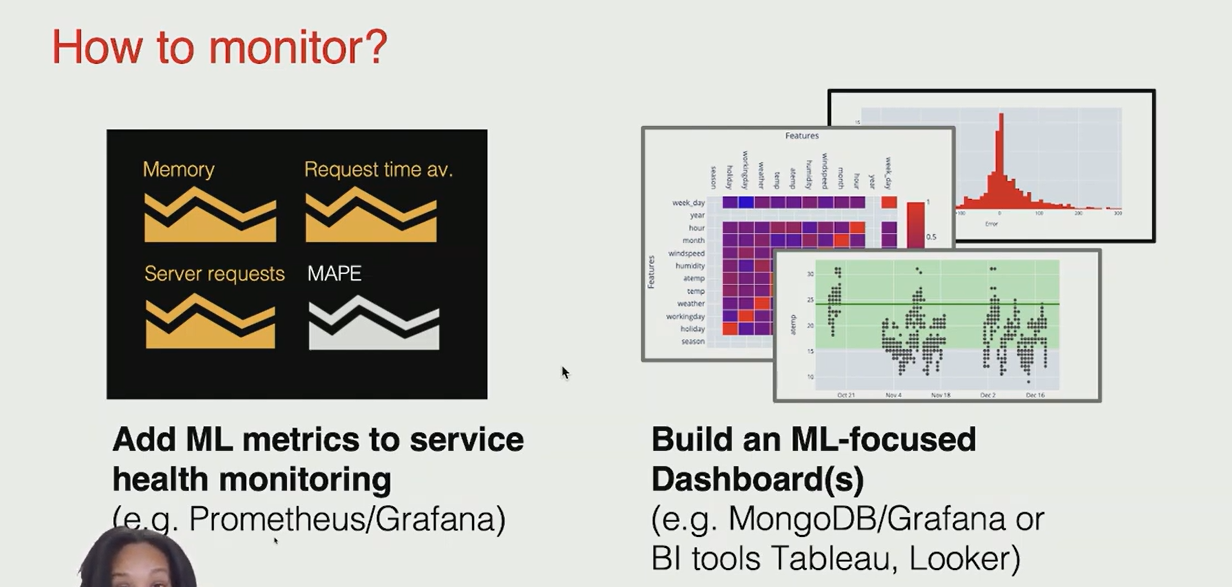 How to monitor?
Memory
Request time av.
Server requests
MAPE
Add ML metrics to service
health monitoring
(e.g. Prometheus/Grafana)
Features
season
holiday
workingday
weather
temp
atemp
humidity
windspeed
month
hour
year
week_day
week_day
year
hour
month
windspeed
humidity
atemp
temp
weather
workingday
holiday
season
Features
1
0.5
0
100
200
300
Error
atemp
30
25
20
15
10
Oct 21
Nov 4
Nov 18
Dec 2
Dec 16
Build an ML-focused
Dashboard(s)
(e.g. MongoDB/Grafana or
BI tools Tableau, Looker)